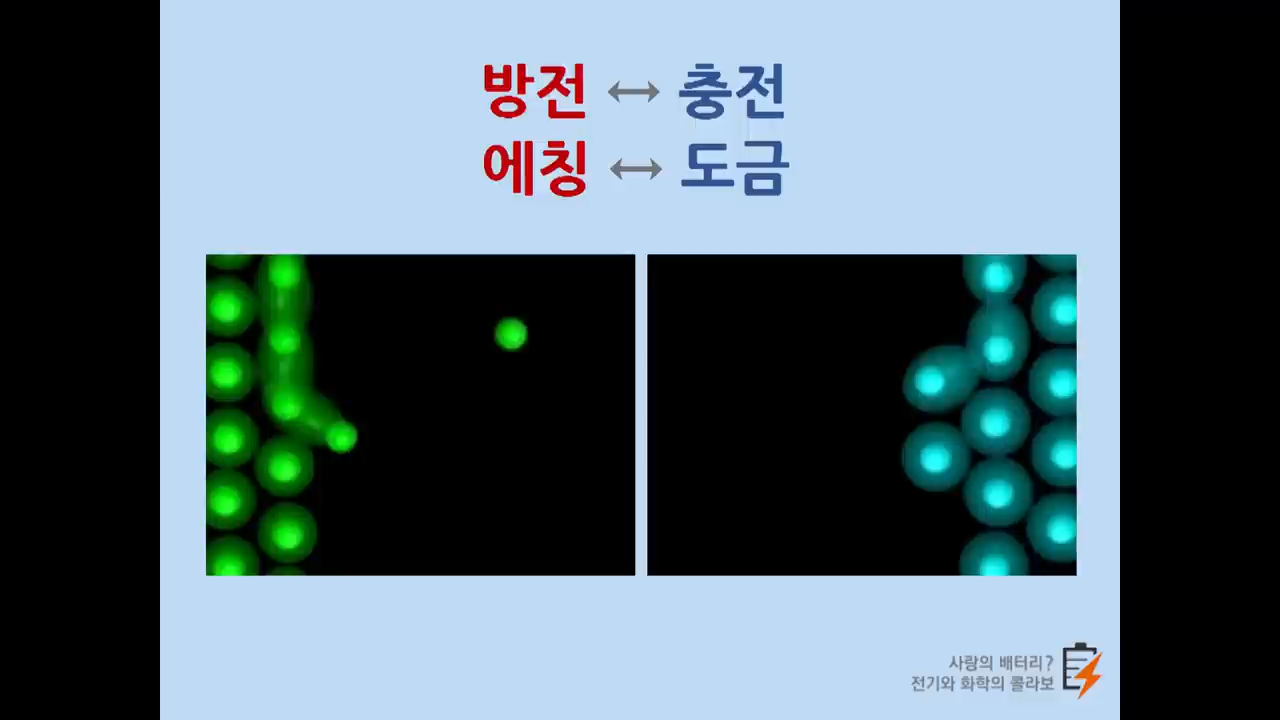 방전 ↔ 충전
에칭 ↔ 도금
사랑의 배터리?
전기와 화학의 콜라보